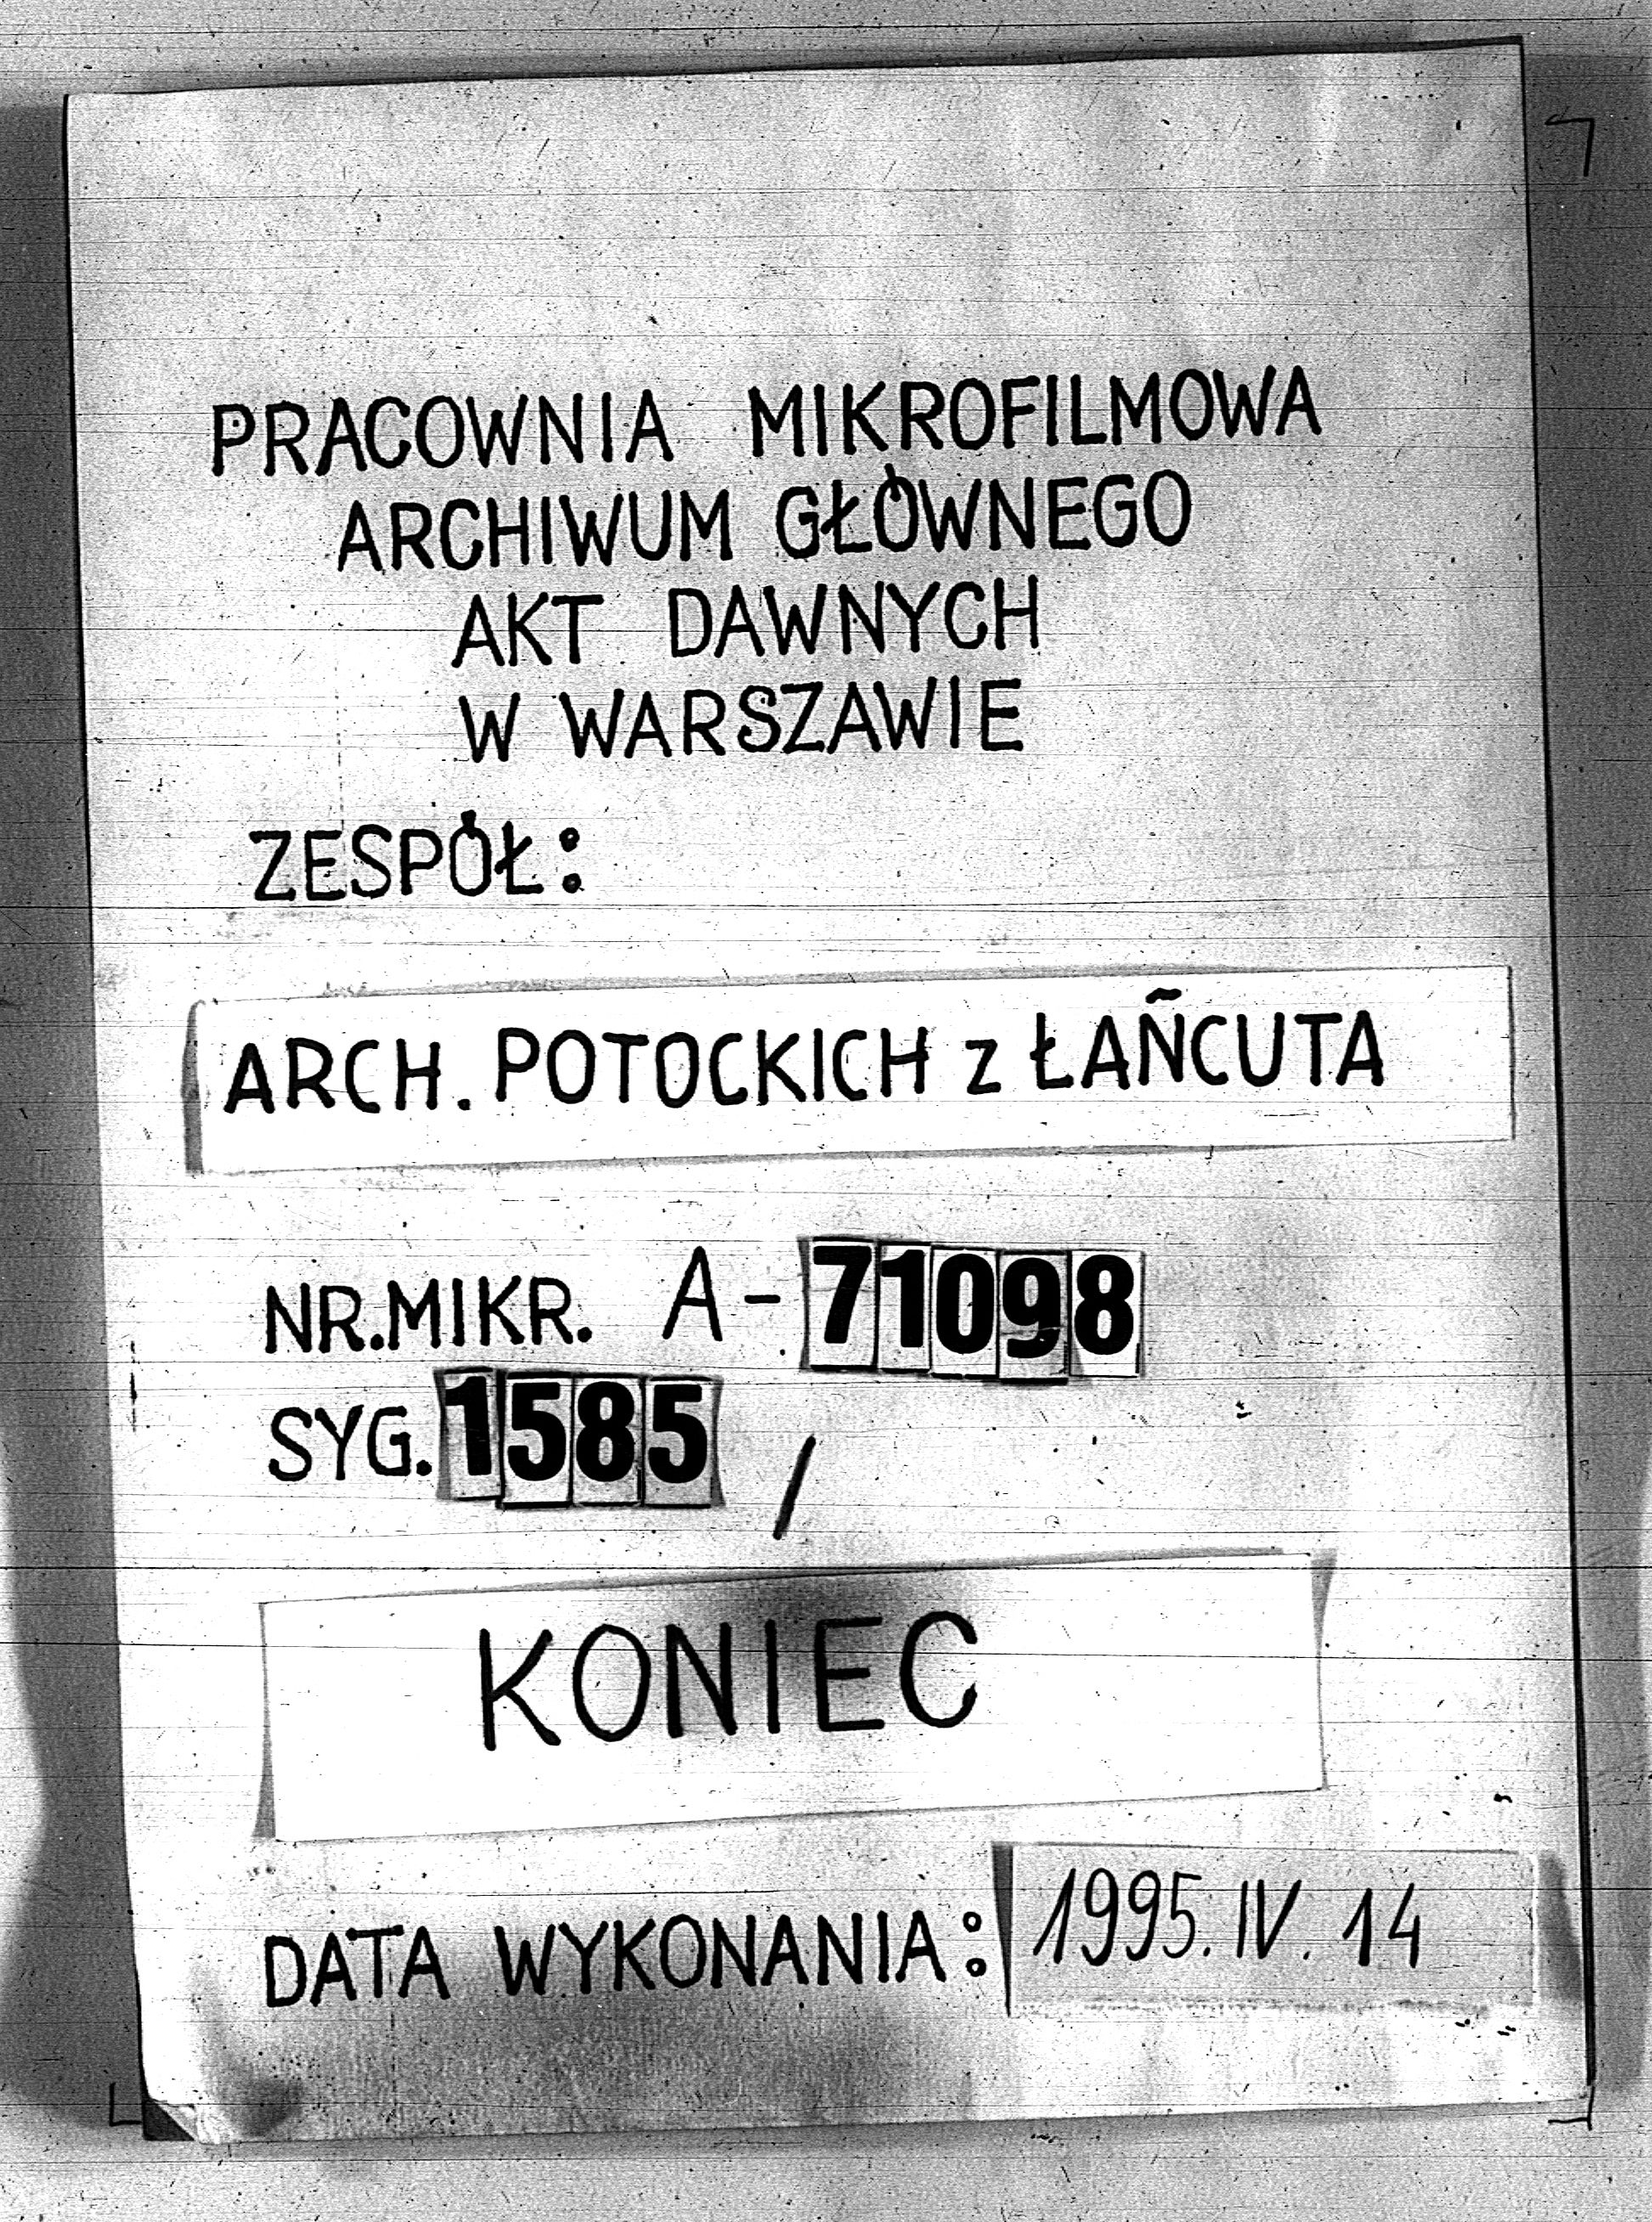 PRACOWNIA MIKROFILMOWA
ARCHIWUM GŁÓWNEGO
AKT DAWNYCH
W WARSZAWIE
ZESPÓŁ:
ARCH. POTOCKICH z ŁAŃCUTA
NR.MIKR. A-71098
SYG. 1585 /
KONIEC
DATA WYKONANIA: 1995. IV. 14